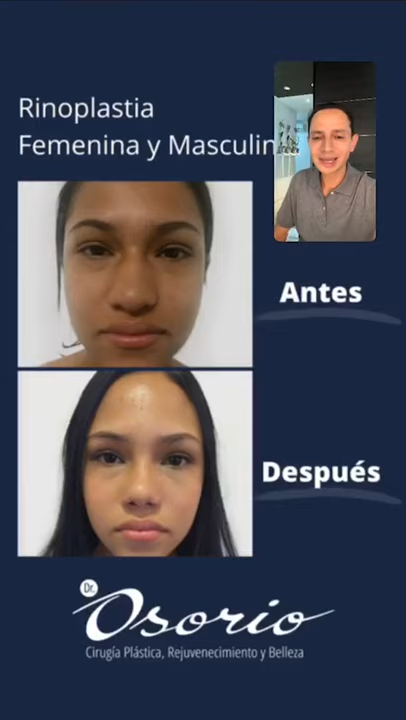 Rinoplastia
Femenina y Masculin
Antes
Después
Dr.
Osorio
Cirugía Plástica, Rejuvenecimiento y Belleza